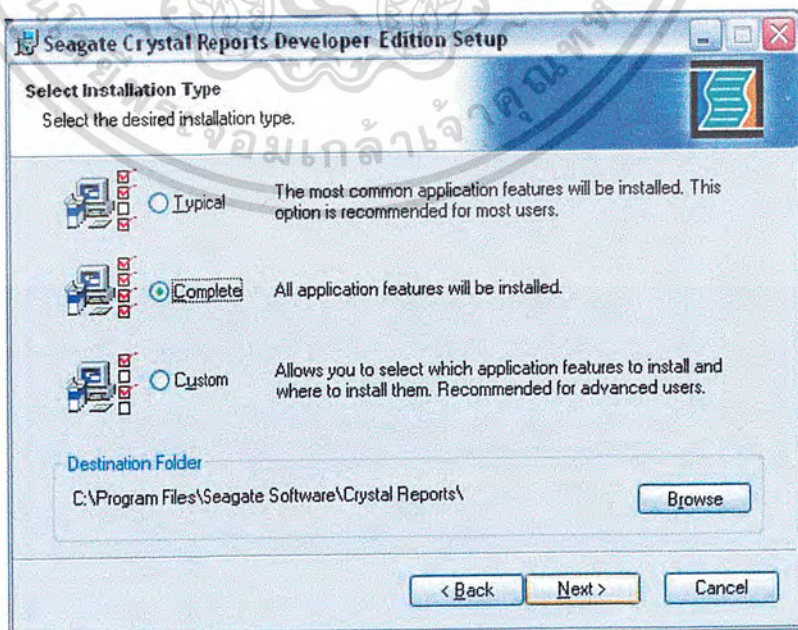 Seagate Crystal Reports Developer Edition Setup
Select Installation Type
Select the desired installation type.
Typical
The most common application features will be installed. This
option is recommended for most users.
Complete
All application features will be installed.
Custom
Allows you to select which application features to install and
where to install them. Recommended for advanced users.
Destination Folder
C:\Program Files\Seagate Software\Crystal Reports\
Browse
< Back
Next >
Cancel